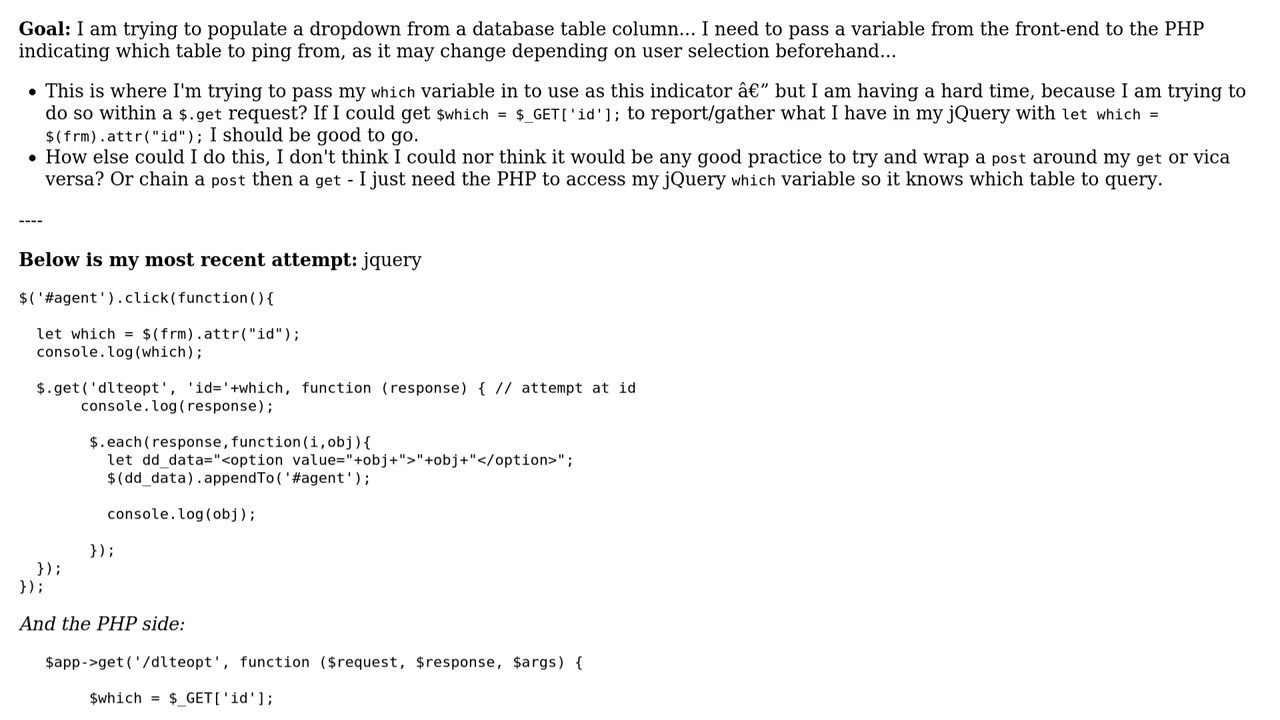 Goal: I am trying to populate a dropdown from a database table column... I need to pass a variable from the front-end to the PHP
indicating which table to ping from, as it may change depending on user selection beforehand...
• This is where I'm trying to pass my which variable in to use as this indicator â€” but I am having a hard time, because I am trying to
do so within a $.get request? If I could get $which = $_GET['id']; to report/gather what I have in my jQuery with let which =
$(frm).attr("id"); I should be good to go.
• How else could I do this, I don't think I could nor think it would be any good practice to try and wrap a post around my get or vica
versa? Or chain a post then a get - I just need the PHP to access my jQuery which variable so it knows which table to query.
----
Below is my most recent attempt: jquery
$('#agent').click(function(){
let which = $(frm).attr("id");
console.log(which);
$.get('dlteopt', 'id='+which, function (response) { // attempt at id
console.log(response);
$.each(response,function(i,obj){
let dd_data="<option value="+obj+">"+obj+"</option>";
$(dd_data).appendTo('#agent');
console.log(obj);
});
});
});
And the PHP side:
$app->get('/dlteopt', function ($request, $response, $args) {
$which = $_GET['id'];